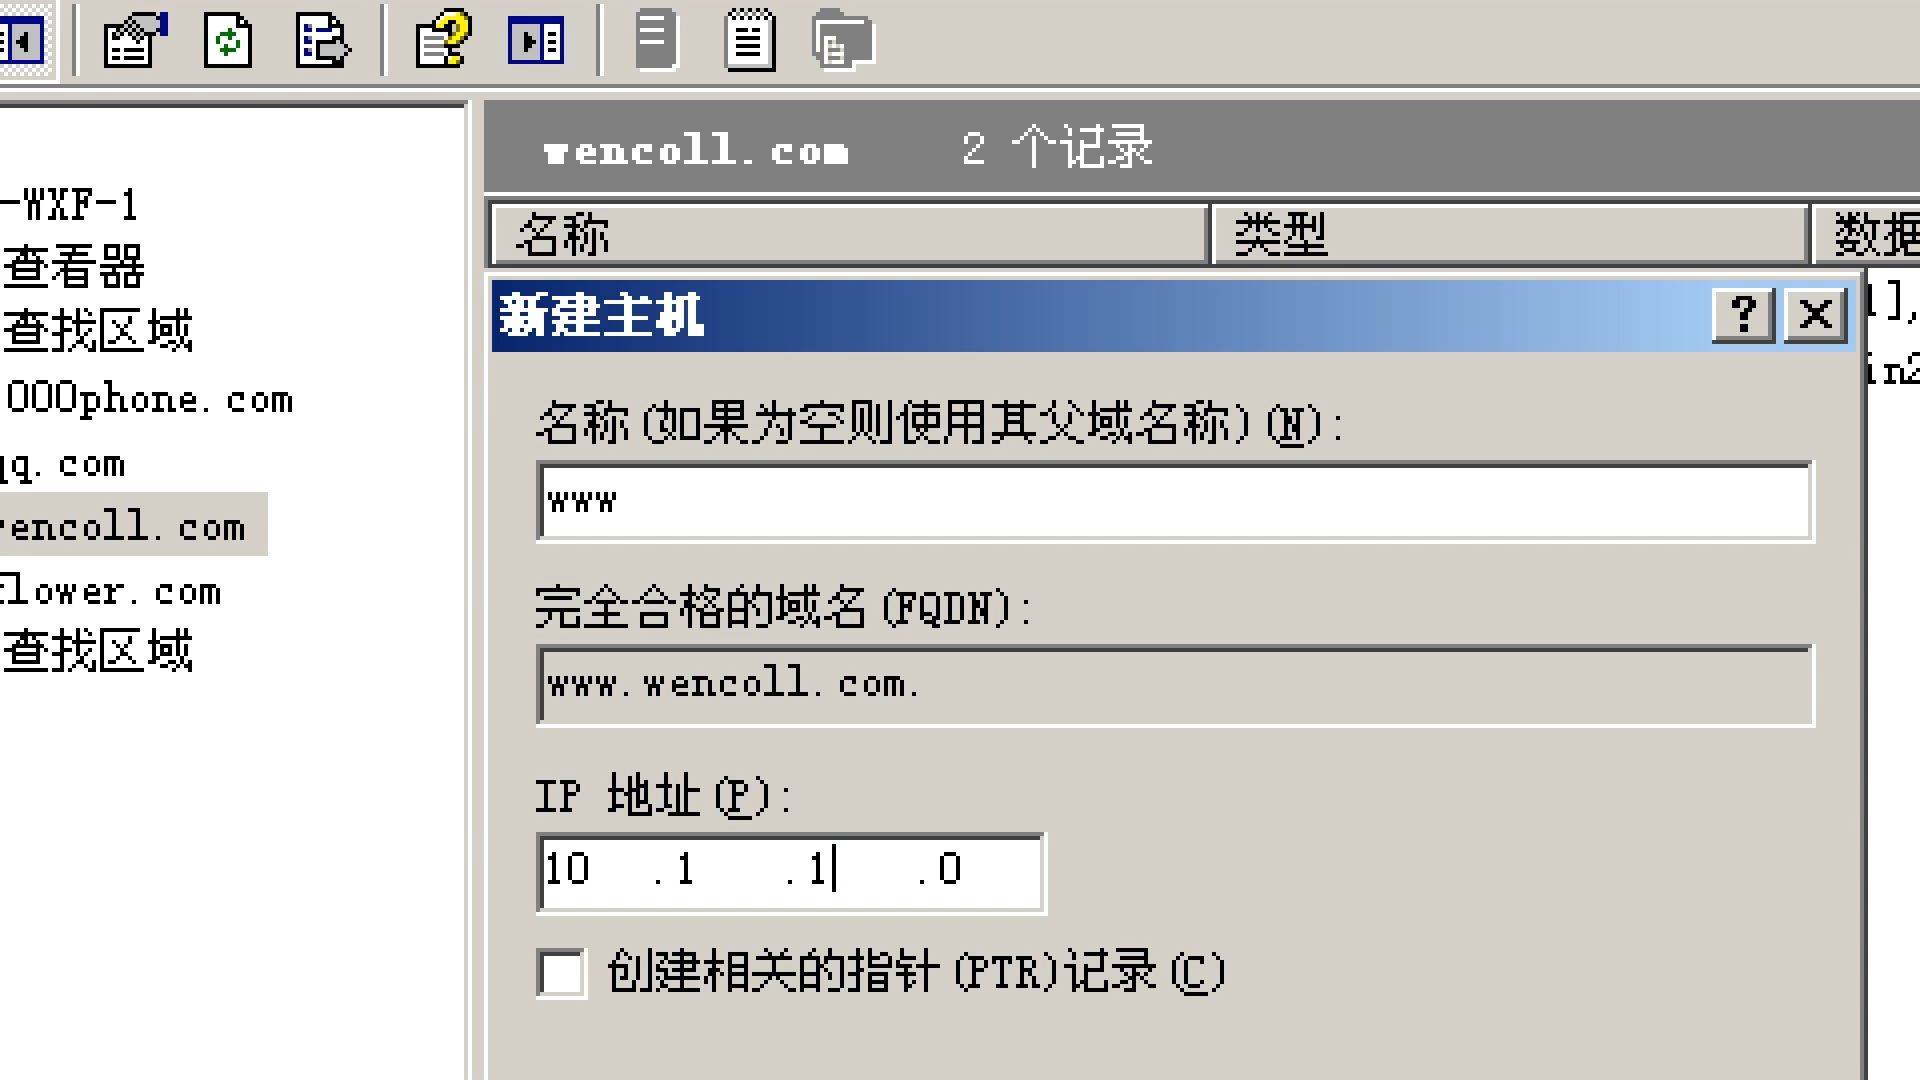 -WXF-1
查看器
查找区域
000phone.com
q.com
encoll.com
flower.com
查找区域
wencoll.com 2 个记录
名称 类型 数据
新建主机
名称(如果为空则使用其父域名称)(N):
www
完全合格的域名(FQDN):
www.wencoll.com.
IP 地址(P):
10 .1 .1 .0
创建相关的指针(PTR)记录(C)
],
in2